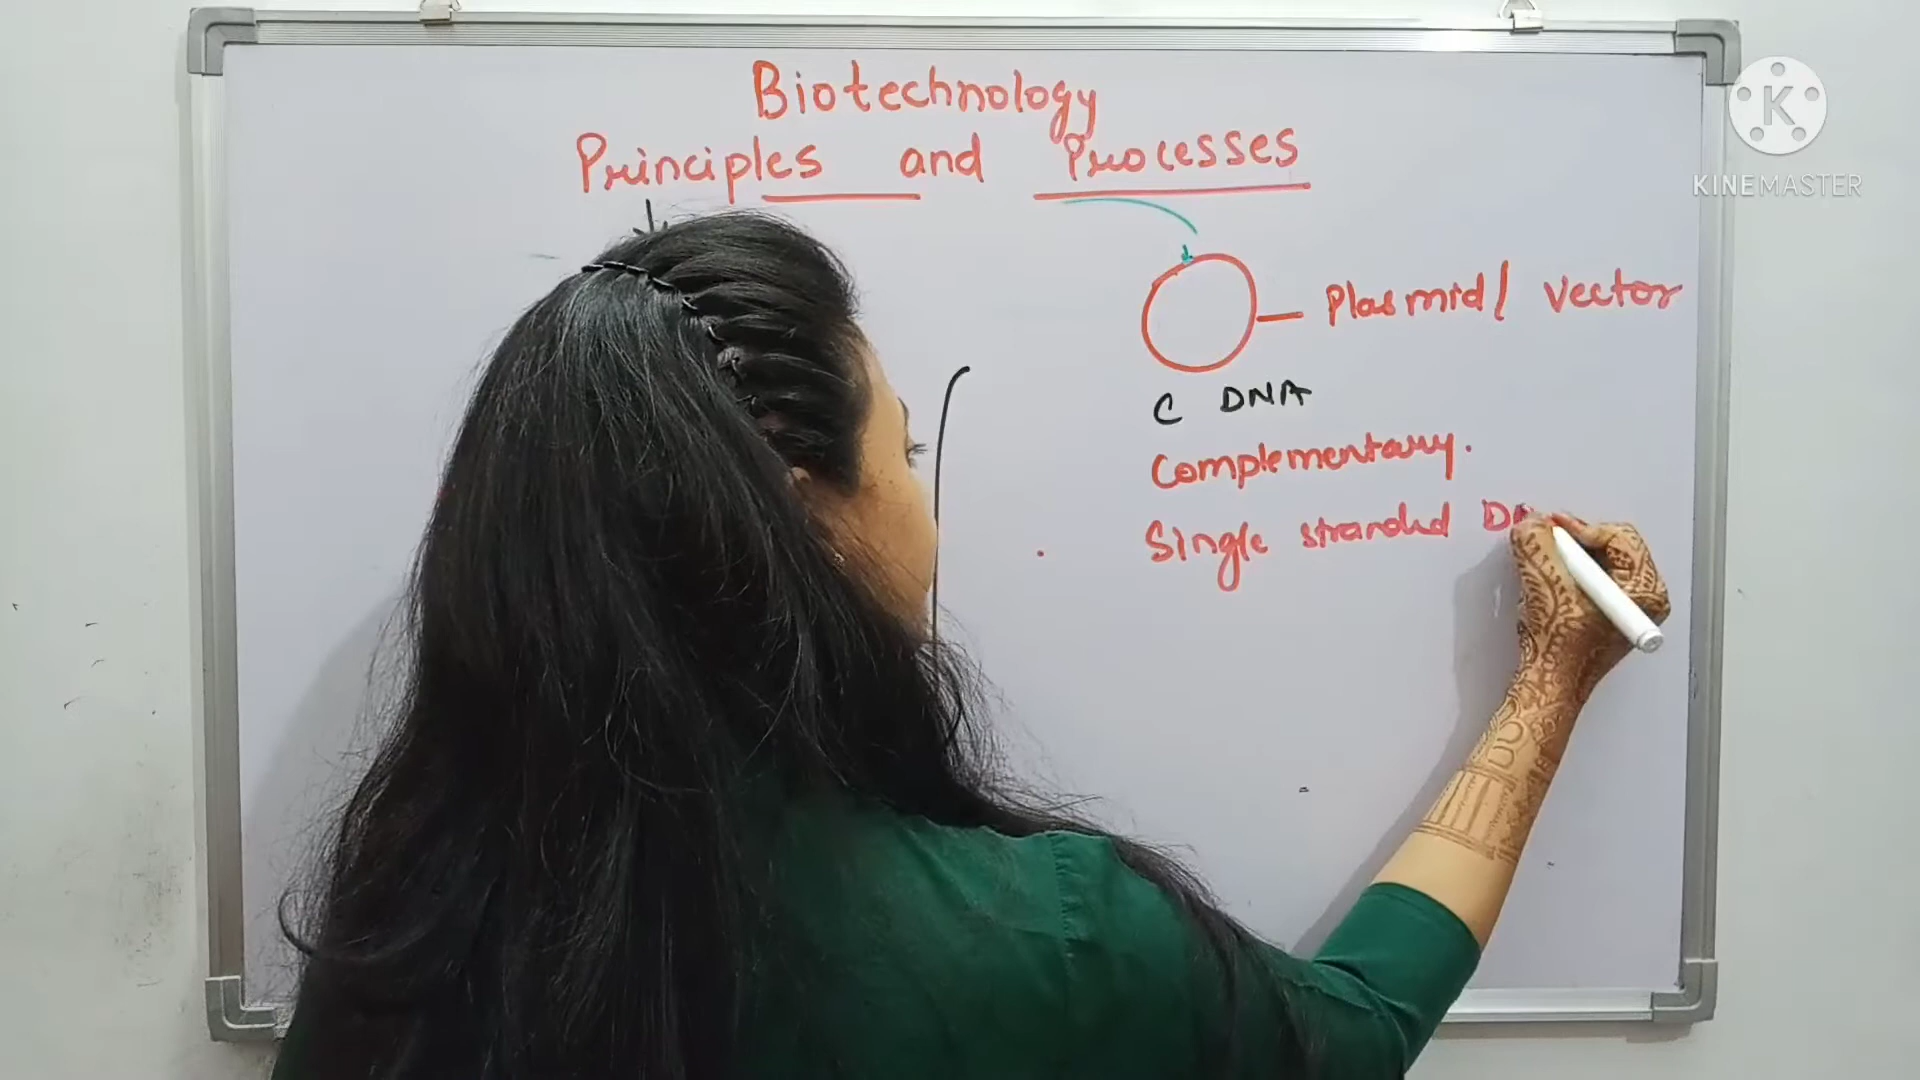 Biotechnology
Principles and Processes
Plasmid/ Vector
C DNA
Complementary.
Single stranded
K
KINEMASTER